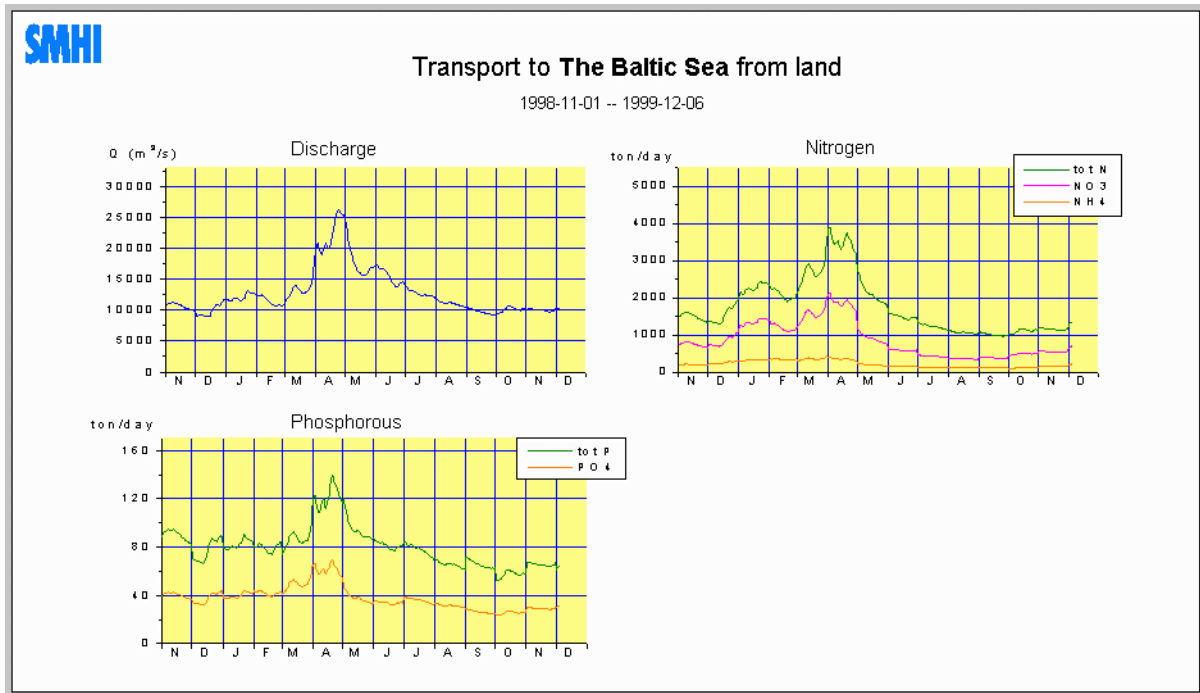 SMHI
Transport to The Baltic Sea from land
1998-11-01 -- 1999-12-06
Q (m³/s)
Discharge
30000
25000
20000
15000
10000
5000
0
N D J F M A M J J A S O N D
ton/day
Nitrogen
5000
4000
3000
2000
1000
0
tot N
NO3
NH4
N D J F M A M J J A S O N D
ton/day
Phosphorous
160
120
80
40
0
tot P
PO4
N D J F M A M J J A S O N D